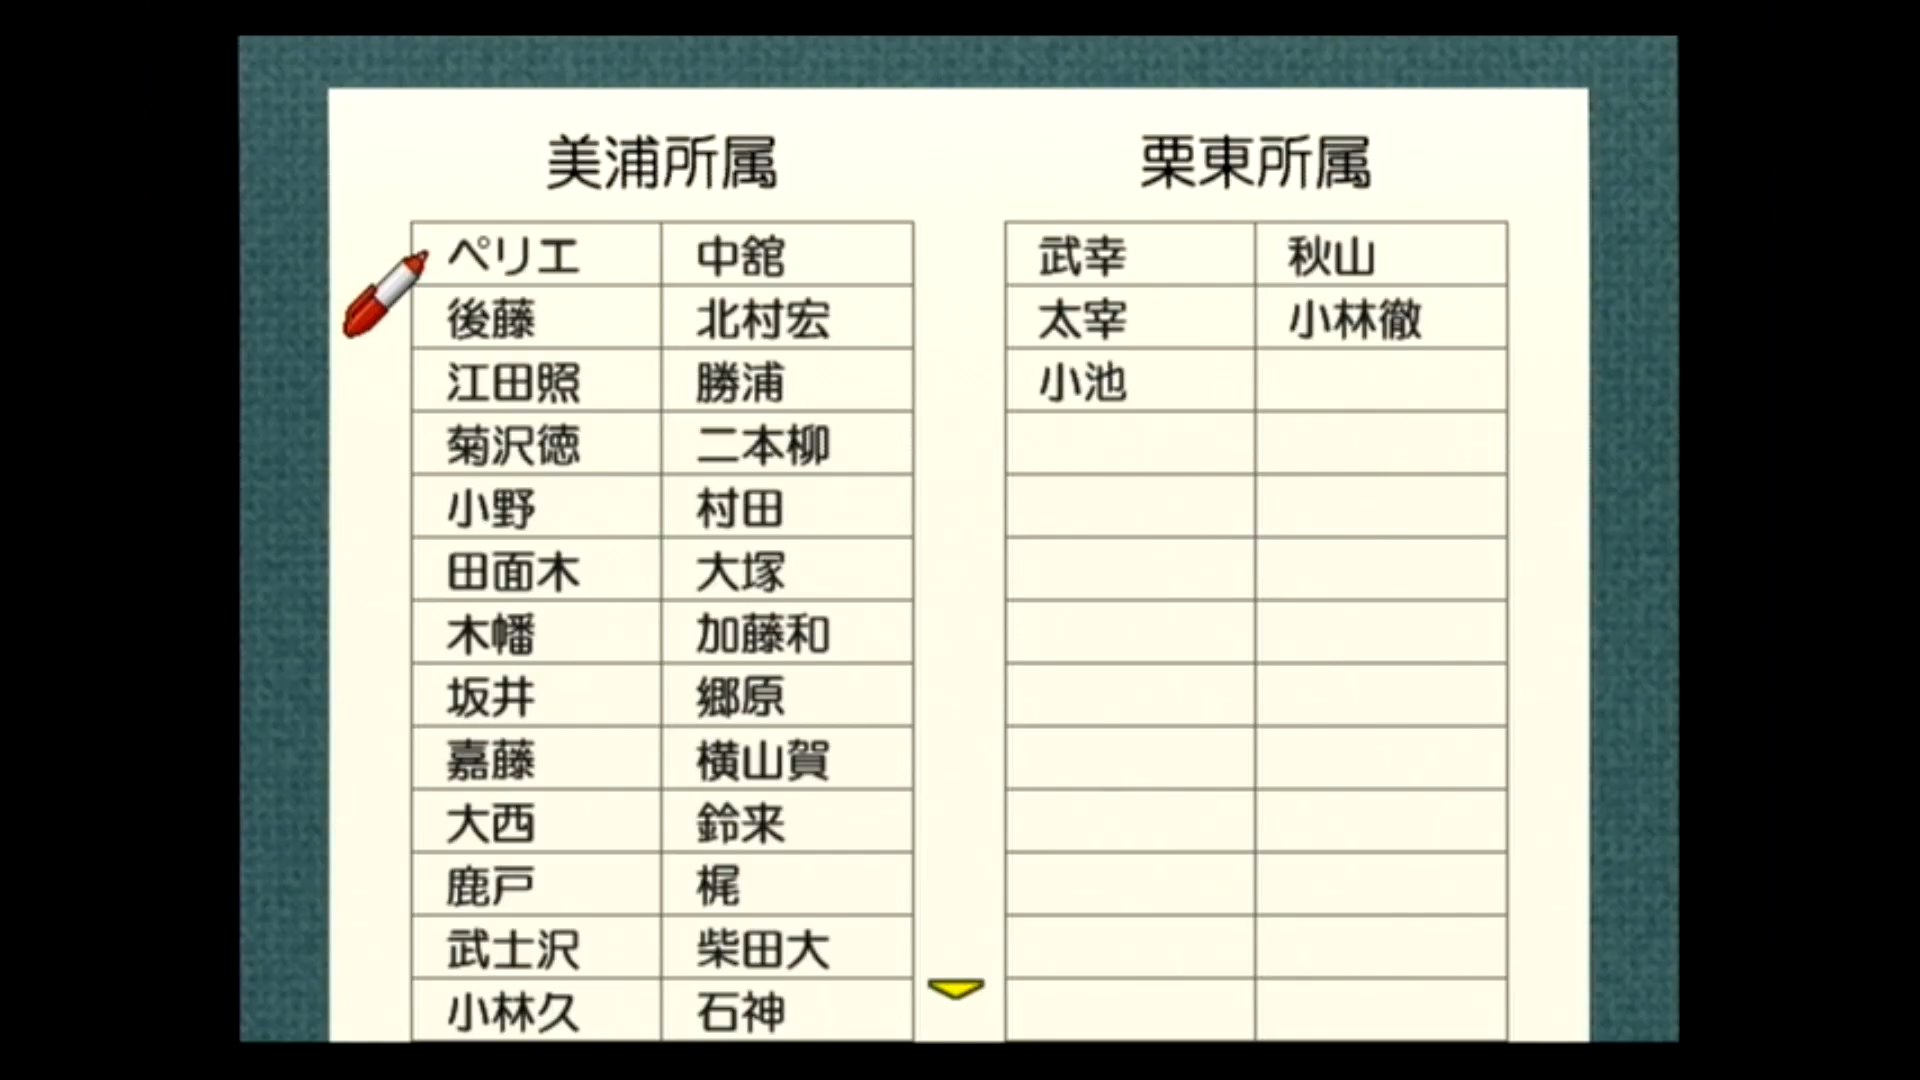 美浦所属 栗東所属
ペリエ 中舘 武幸 秋山
後藤 北村宏 太宰 小林徹
江田照 勝浦 小池
菊沢徳 二本柳
小野 村田
田面木 大塚
木幡 加藤和
坂井 郷原
嘉藤 横山賀
大西 鈴来
鹿戸 梶
武士沢 柴田大
小林久 石神